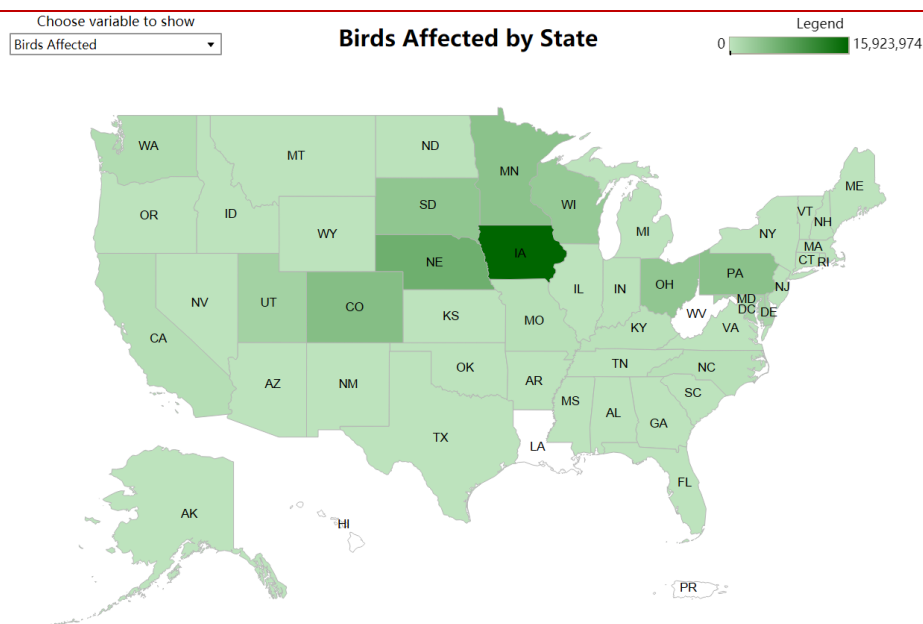 Choose variable to show
Birds Affected
Birds Affected by State
Legend
0 15,923,974
WA
MT
ND
MN
ME
OR
ID
SD
WI
VT
NH
WY
MI
NY
MA
CT RI
IA
NE
PA
OH
NJ
IL
IN
MD
DC DE
NV
UT
CO
WV
KS
MO
KY
VA
CA
TN
NC
OK
AZ
NM
AR
SC
MS
AL
GA
TX
LA
FL
AK
HI
PR